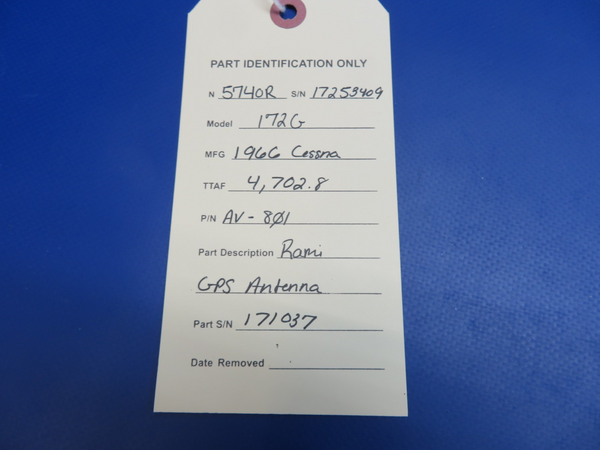 PART IDENTIFICATION ONLY
N 5740R S/N 17253409
Model 172G
MFG 1966 Cessna
TTAF 4,702.8
P/N AV-801
Part Description Rami
GPS Antenna
Part S/N 171037
Date Removed